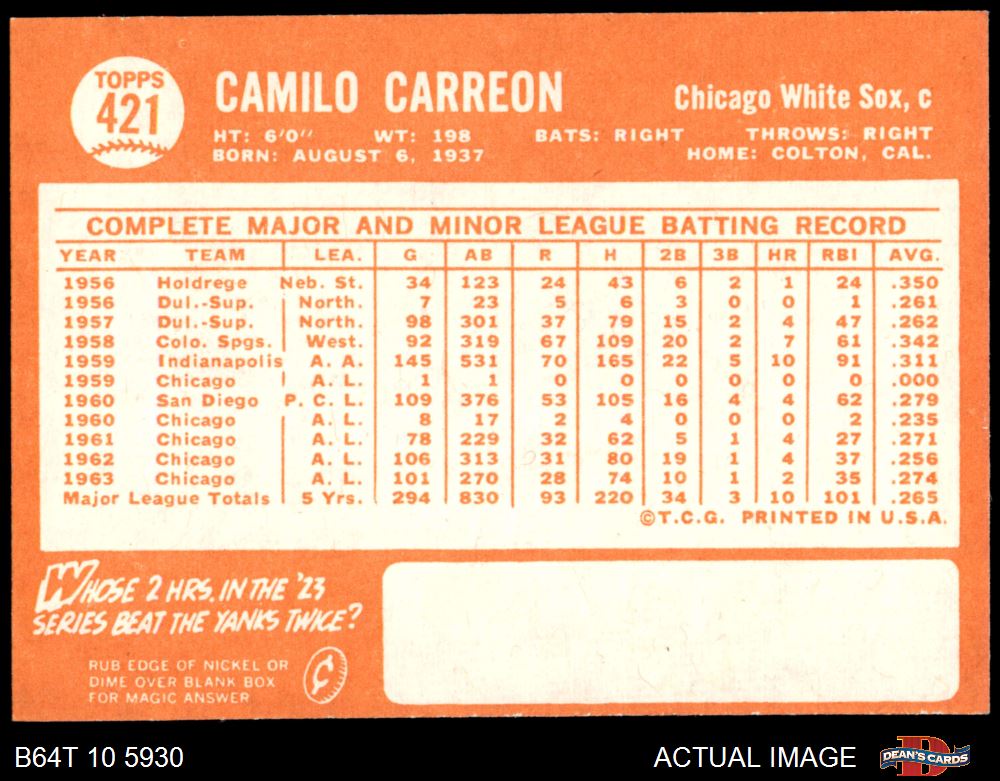 TOPPS
421
CAMILO CARREON
Chicago White Sox, c
HT: 6'0" WT: 198 BATS: RIGHT THROWS: RIGHT
BORN: AUGUST 6, 1937 HOME: COLTON, CAL.
COMPLETE MAJOR AND MINOR LEAGUE BATTING RECORD
YEAR TEAM LEA. G AB R H 2B 3B HR RBI AVG.
1956 Holdrege Neb. St. 34 123 24 43 6 2 1 24 .350
1956 Dul.-Sup. North. 7 23 5 6 3 0 0 1 .261
1957 Dul.-Sup. North. 98 301 37 79 15 2 4 47 .262
1958 Colo. Spgs. West. 92 319 67 109 20 2 7 61 .342
1959 Indianapolis A. A. 145 531 70 165 22 5 10 91 .311
1959 Chicago A. L. 1 1 0 0 0 0 0 0 .000
1960 San Diego P. C. L. 109 376 53 105 16 4 4 62 .279
1960 Chicago A. L. 8 17 2 4 0 0 0 2 .235
1961 Chicago A. L. 78 229 32 62 5 1 4 27 .271
1962 Chicago A. L. 106 313 31 80 19 1 4 37 .256
1963 Chicago A. L. 101 270 28 74 10 1 2 35 .274
Major League Totals 5 Yrs. 294 830 93 220 34 3 10 101 .265
©T.C.G. PRINTED IN U.S.A.
WHOSE 2 HRS. IN THE '23
SERIES BEAT THE YANKS TWICE?
RUB EDGE OF NICKEL OR
DIME OVER BLANK BOX
FOR MAGIC ANSWER
¢
B64T 10 5930
ACTUAL IMAGE
D
DEAN'S CARDS